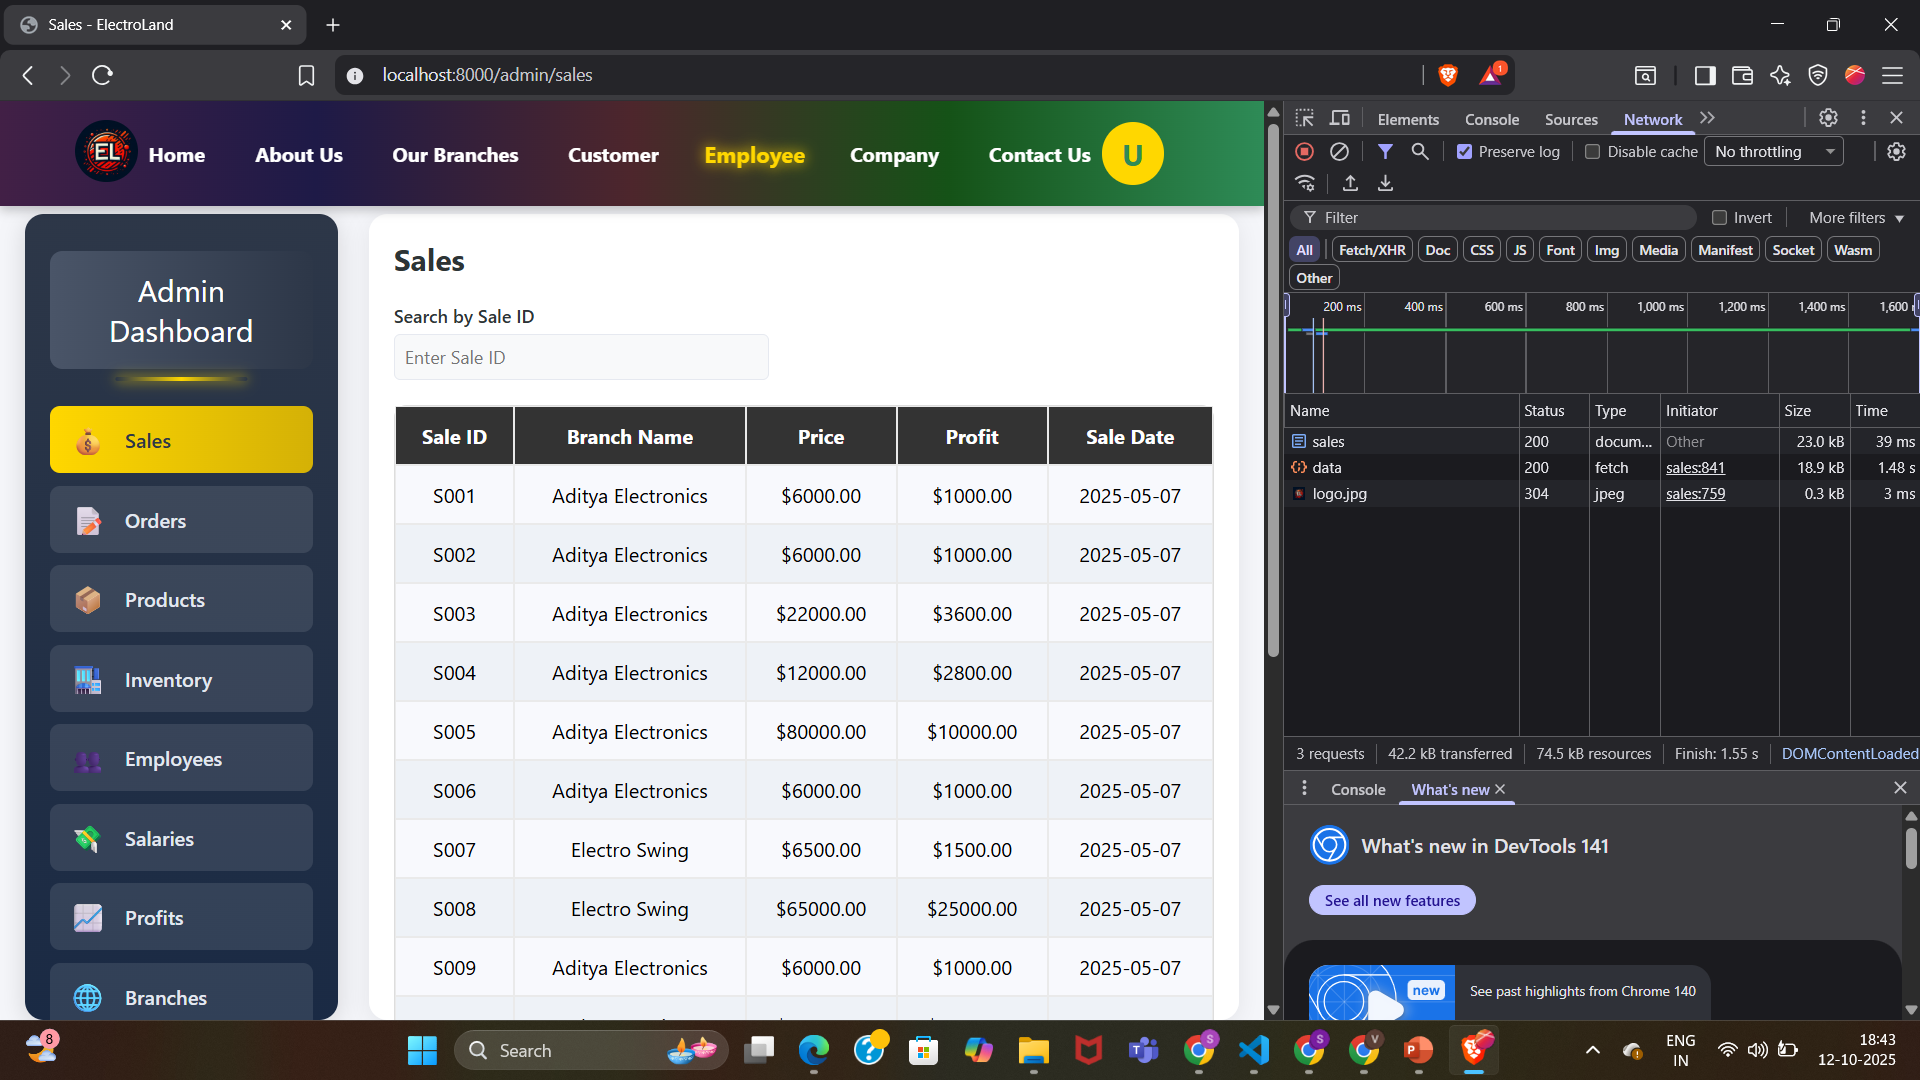 Sales - ElectroLand
localhost:8000/admin/sales
1
EL
Home
About Us
Our Branches
Customer
Employee
Company
Contact Us
U
Admin
Dashboard
Sales
Orders
Products
Inventory
Employees
Salaries
Profits
Branches
Sales
Search by Sale ID
Enter Sale ID
Sale ID Branch Name Price Profit Sale Date
S001 Aditya Electronics $6000.00 $1000.00 2025-05-07
S002 Aditya Electronics $6000.00 $1000.00 2025-05-07
S003 Aditya Electronics $22000.00 $3600.00 2025-05-07
S004 Aditya Electronics $12000.00 $2800.00 2025-05-07
S005 Aditya Electronics $80000.00 $10000.00 2025-05-07
S006 Aditya Electronics $6000.00 $1000.00 2025-05-07
S007 Electro Swing $6500.00 $1500.00 2025-05-07
S008 Electro Swing $65000.00 $25000.00 2025-05-07
S009 Aditya Electronics $6000.00 $1000.00 2025-05-07
Elements Console Sources Network
Preserve log Disable cache No throttling
Filter Invert More filters
All Fetch/XHR Doc CSS JS Font Img Media Manifest Socket Wasm
Other
200 ms 400 ms 600 ms 800 ms 1,000 ms 1,200 ms 1,400 ms 1,600
Name Status Type Initiator Size Time
sales 200 docum... Other 23.0 kB 39 ms
data 200 fetch sales:841 18.9 kB 1.48 s
logo.jpg 304 jpeg sales:759 0.3 kB 3 ms
3 requests 42.2 kB transferred 74.5 kB resources Finish: 1.55 s DOMContentLoaded
Console What's new
What's new in DevTools 141
See all new features
new
See past highlights from Chrome 140
8
Search
S
S
V
P
ENG
IN
18:43
12-10-2025